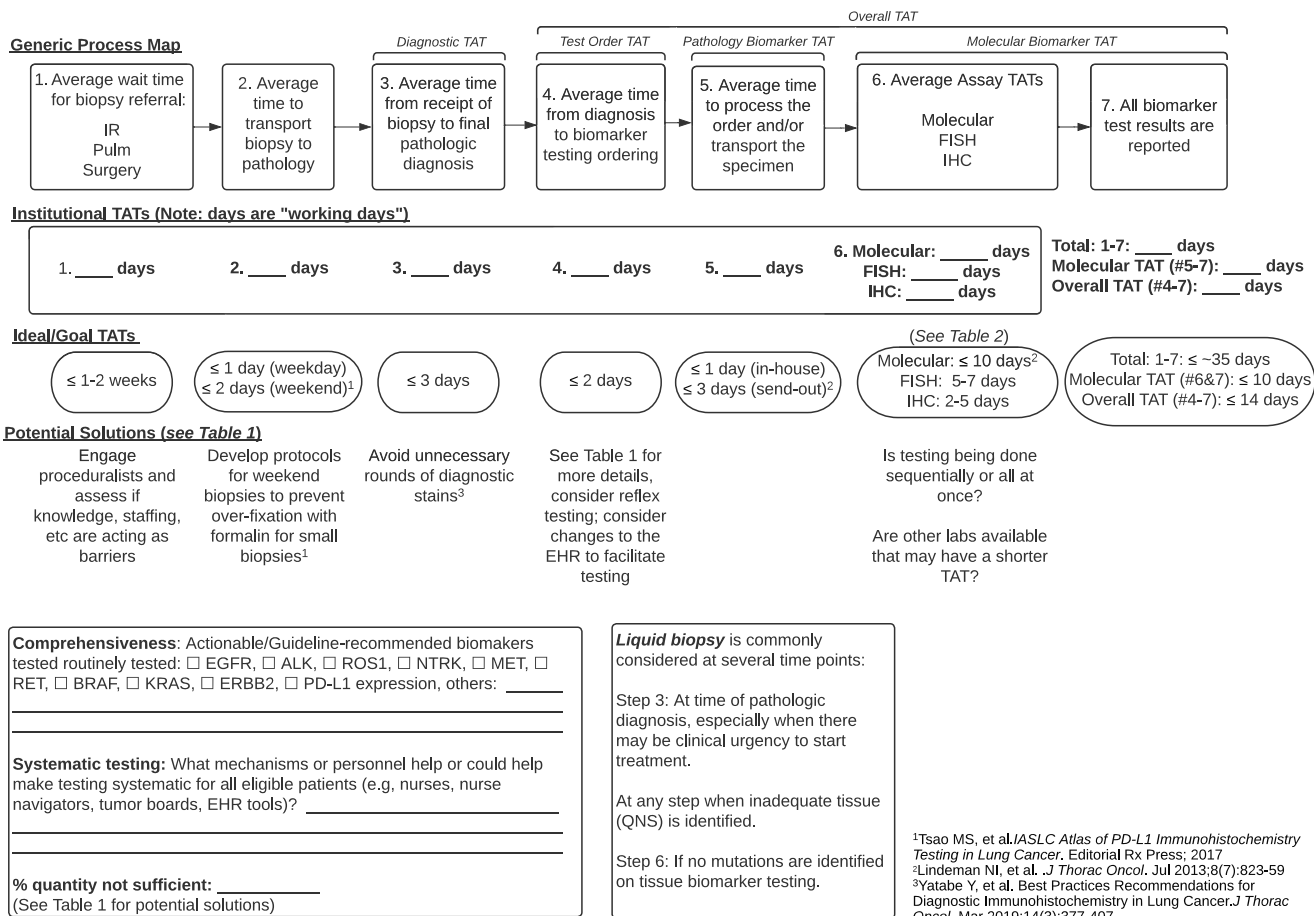 Overall TAT
Generic Process Map
Diagnostic TAT
Test Order TAT
Pathology Biomarker TAT
Molecular Biomarker TAT
1. Average wait time
for biopsy referral:
IR
Pulm
Surgery
2. Average
time to
transport
biopsy to
pathology
3. Average time
from receipt of
biopsy to final
pathologic
diagnosis
4. Average time
from diagnosis
to biomarker
testing ordering
5. Average time
to process the
order and/or
transport the
specimen
6. Average Assay TATs
Molecular
FISH
IHC
7. All biomarker
test results are
reported
Institutional TATs (Note: days are "working days")
1. ____ days
2. ____ days
3. ____ days
4. ____ days
5. ____ days
6. Molecular: _____ days
FISH: _____ days
IHC: _____ days
Total: 1-7: ____ days
Molecular TAT (#5-7): ____ days
Overall TAT (#4-7): ____ days
Ideal/Goal TATs
(See Table 2)
≤ 1-2 weeks
≤ 1 day (weekday)
≤ 2 days (weekend)1
≤ 3 days
≤ 2 days
≤ 1 day (in-house)
≤ 3 days (send-out)2
Molecular: ≤ 10 days2
FISH: 5-7 days
IHC: 2-5 days
Total: 1-7: ≤ ~35 days
Molecular TAT (#6&7): ≤ 10 days
Overall TAT (#4-7): ≤ 14 days
Potential Solutions (see Table 1)
Engage
proceduralists and
assess if
knowledge, staffing,
etc are acting as
barriers
Develop protocols
for weekend
biopsies to prevent
over-fixation with
formalin for small
biopsies1
Avoid unnecessary
rounds of diagnostic
stains3
See Table 1 for
more details,
consider reflex
testing; consider
changes to the
EHR to facilitate
testing
Is testing being done
sequentially or all at
once?
Are other labs available
that may have a shorter
TAT?
Comprehensiveness: Actionable/Guideline-recommended biomakers
tested routinely tested: ☐ EGFR, ☐ ALK, ☐ ROS1, ☐ NTRK, ☐ MET, ☐
RET, ☐ BRAF, ☐ KRAS, ☐ ERBB2, ☐ PD-L1 expression, others: _____
Systematic testing: What mechanisms or personnel help or could help
make testing systematic for all eligible patients (e.g, nurses, nurse
navigators, tumor boards, EHR tools)? _____
% quantity not sufficient: _____
(See Table 1 for potential solutions)
Liquid biopsy is commonly
considered at several time points:
Step 3: At time of pathologic
diagnosis, especially when there
may be clinical urgency to start
treatment.
At any step when inadequate tissue
(QNS) is identified.
Step 6: If no mutations are identified
on tissue biomarker testing.
1Tsao MS, et al.IASLC Atlas of PD-L1 Immunohistochemistry
Testing in Lung Cancer. Editorial Rx Press; 2017
2Lindeman NI, et al. .J Thorac Oncol. Jul 2013;8(7):823-59
3Yatabe Y, et al. Best Practices Recommendations for
Diagnostic Immunohistochemistry in Lung Cancer.J Thorac
Oncol. Mar 2019;14(3):377-407